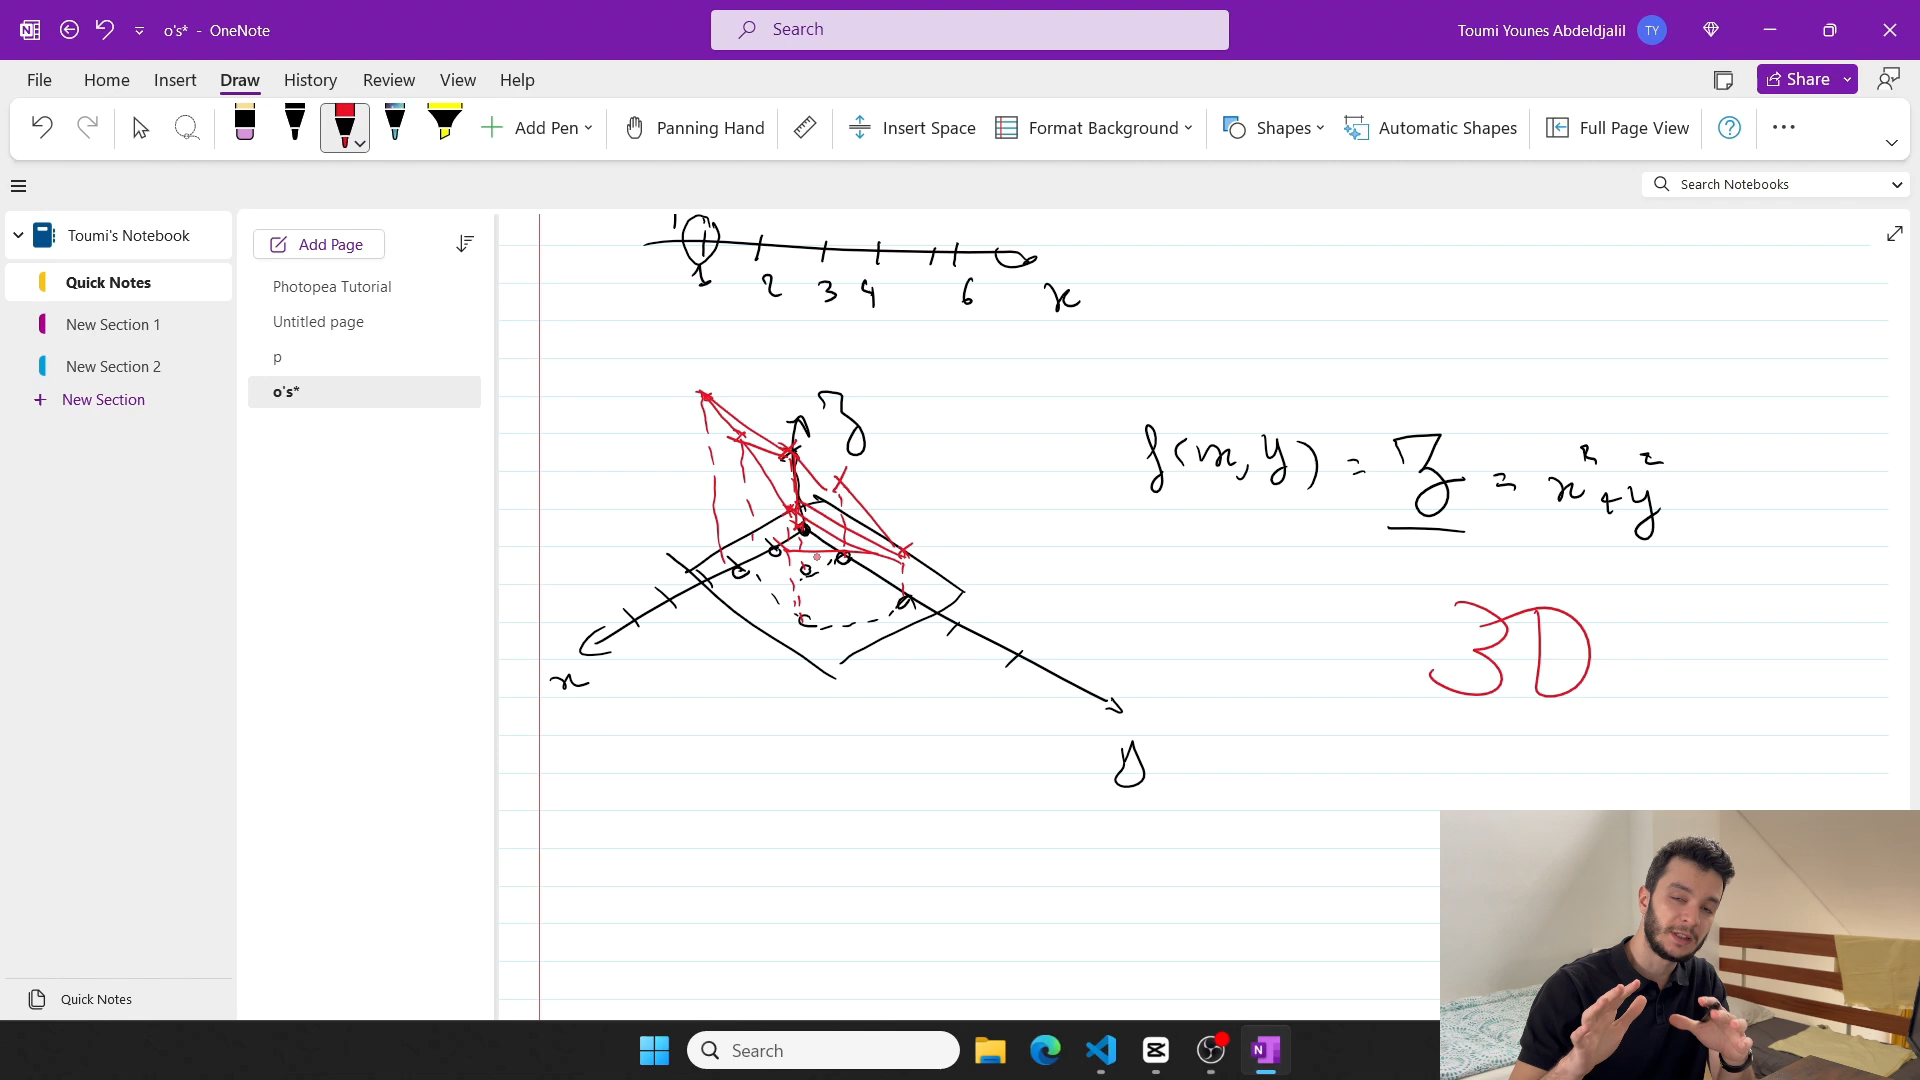 o's* - OneNote
Search
Toumi Younes Abdeldjalil
TY
File Home Insert Draw History Review View Help
Share
Add Pen
Panning Hand
Insert Space
Format Background
Shapes
Automatic Shapes
Full Page View
Search Notebooks
Toumi's Notebook
Quick Notes
New Section 1
New Section 2
New Section
Add Page
Photopea Tutorial
Untitled page
p
o's*
1 2 3 4 6 x
z
f(x, y) = z = x² + y²
3D
x
y
Quick Notes
Search